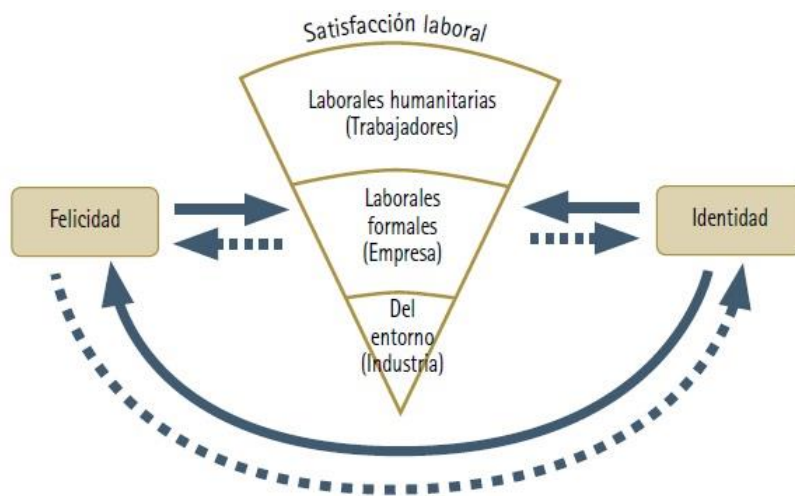 Satisfacción laboral
Laborales humanitarias
(Trabajadores)
Felicidad
Laborales
formales
(Empresa)
Identidad
Del
entorno
(Industria)